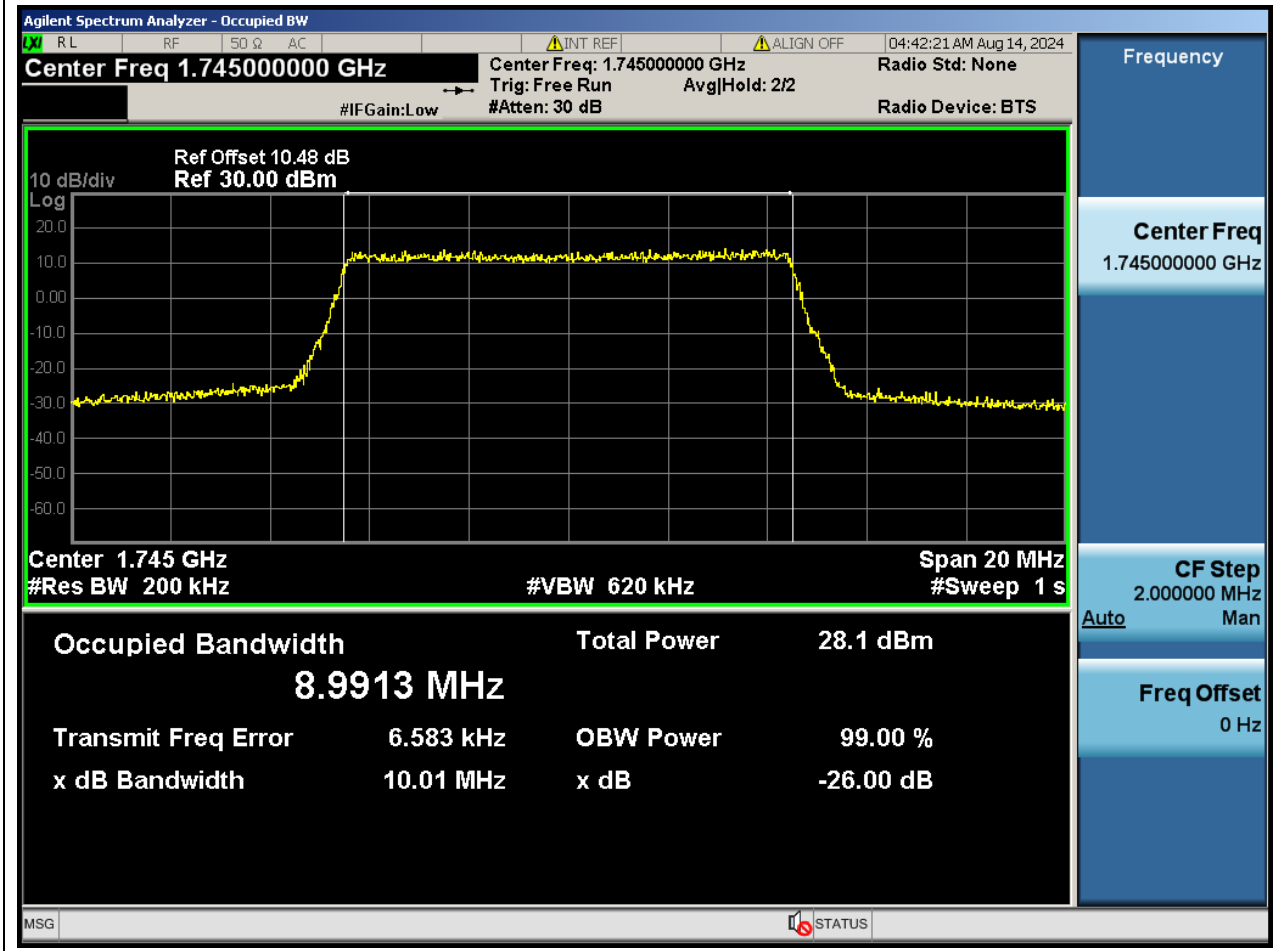 Agilent Spectrum Analyzer - Occupied BW
LXI RL RF 50 Ω AC INT REF ALIGN OFF 04:42:21 AM Aug 14, 2024
Center Freq 1.745000000 GHz
Center Freq: 1.745000000 GHz
Radio Std: None
Trig: Free Run Avg|Hold: 2/2
#IFGain:Low
#Atten: 30 dB
Radio Device: BTS
Ref Offset 10.48 dB
10 dB/div Ref 30.00 dBm
Log
20.0
10.0
0.00
-10.0
-20.0
-30.0
-40.0
-50.0
-60.0
Center 1.745 GHz Span 20 MHz
#Res BW 200 kHz #VBW 620 kHz #Sweep 1 s
Occupied Bandwidth Total Power 28.1 dBm
8.9913 MHz
Transmit Freq Error 6.583 kHz OBW Power 99.00 %
x dB Bandwidth 10.01 MHz x dB -26.00 dB
Frequency
Center Freq
1.745000000 GHz
CF Step
2.000000 MHz
Auto Man
Freq Offset
0 Hz
MSG STATUS